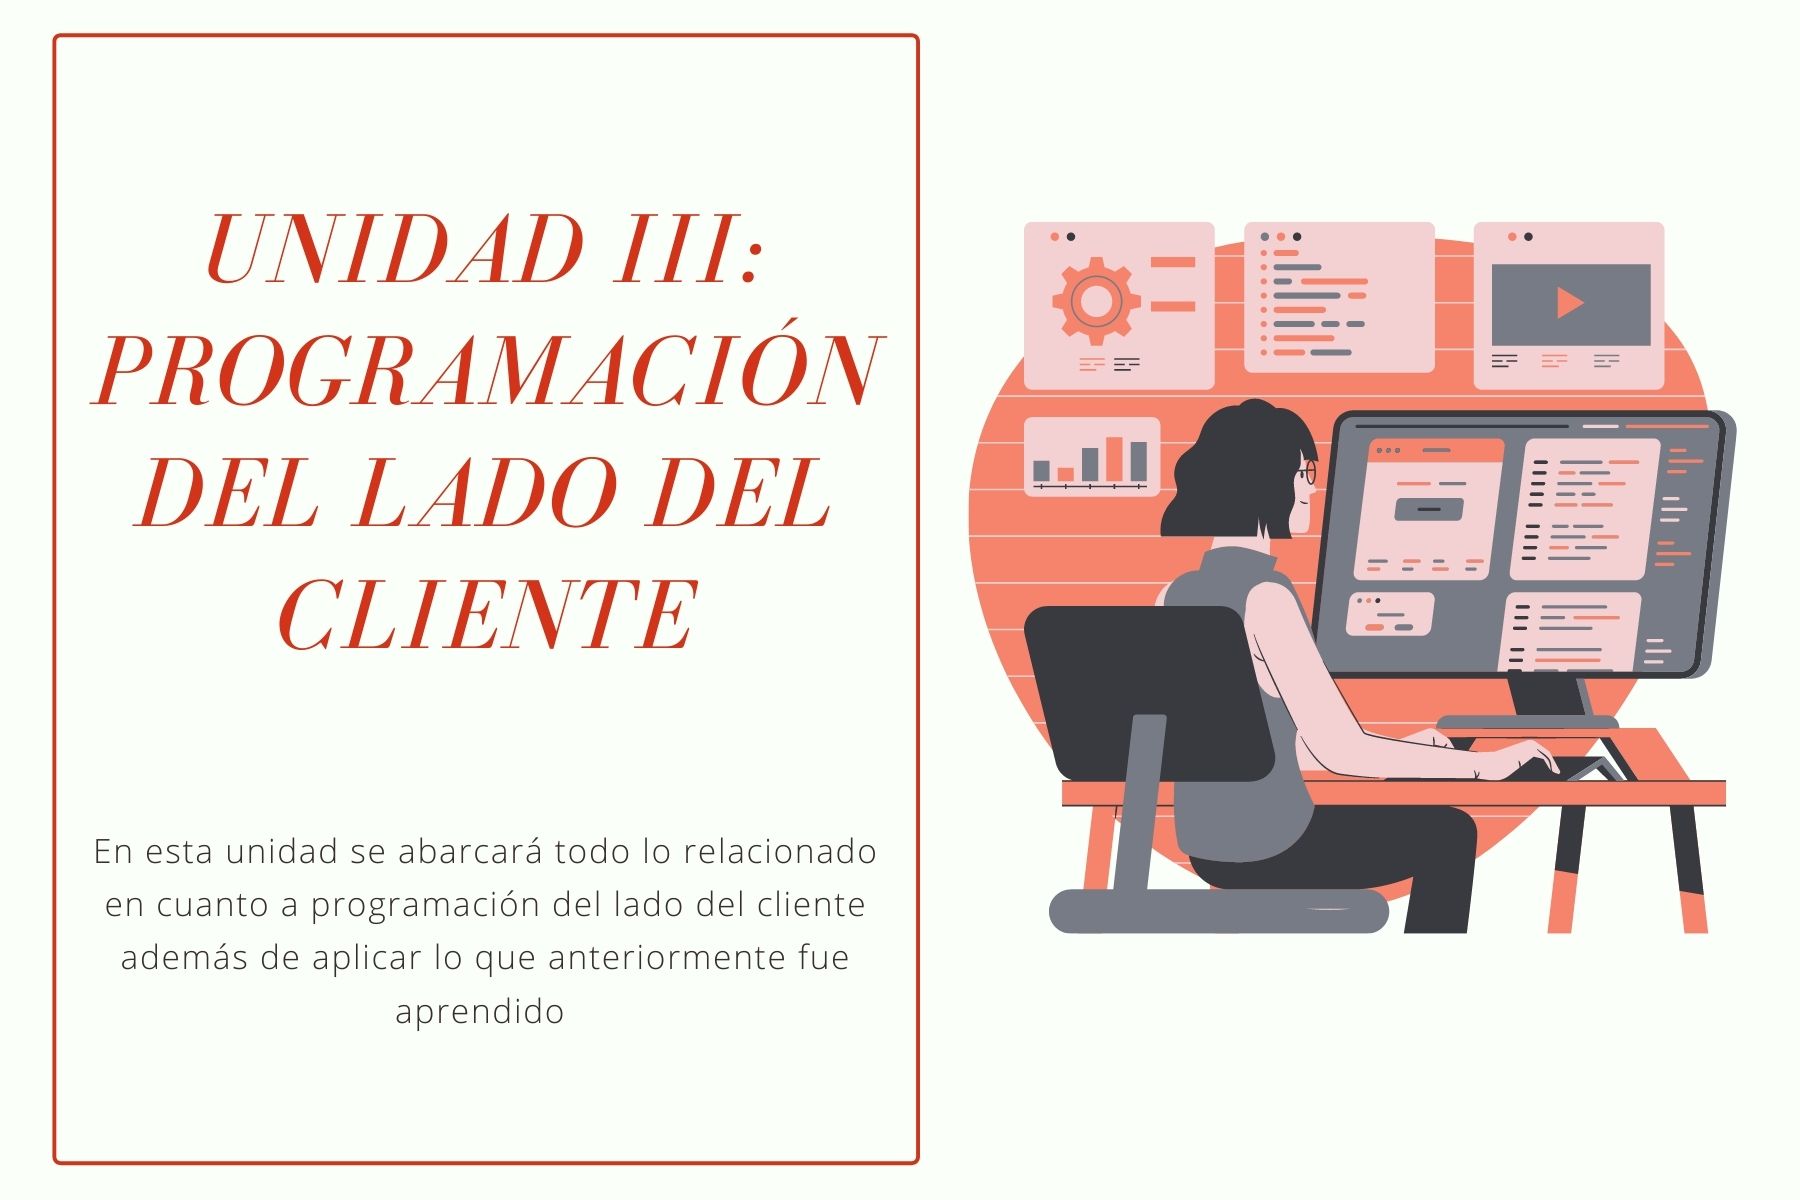 UNIDAD III:
PROGRAMACIÓN
DEL LADO DEL
CLIENTE
En esta unidad se abarcará todo lo relacionado
en cuanto a programación del lado del cliente
además de aplicar lo que anteriormente fue
aprendido